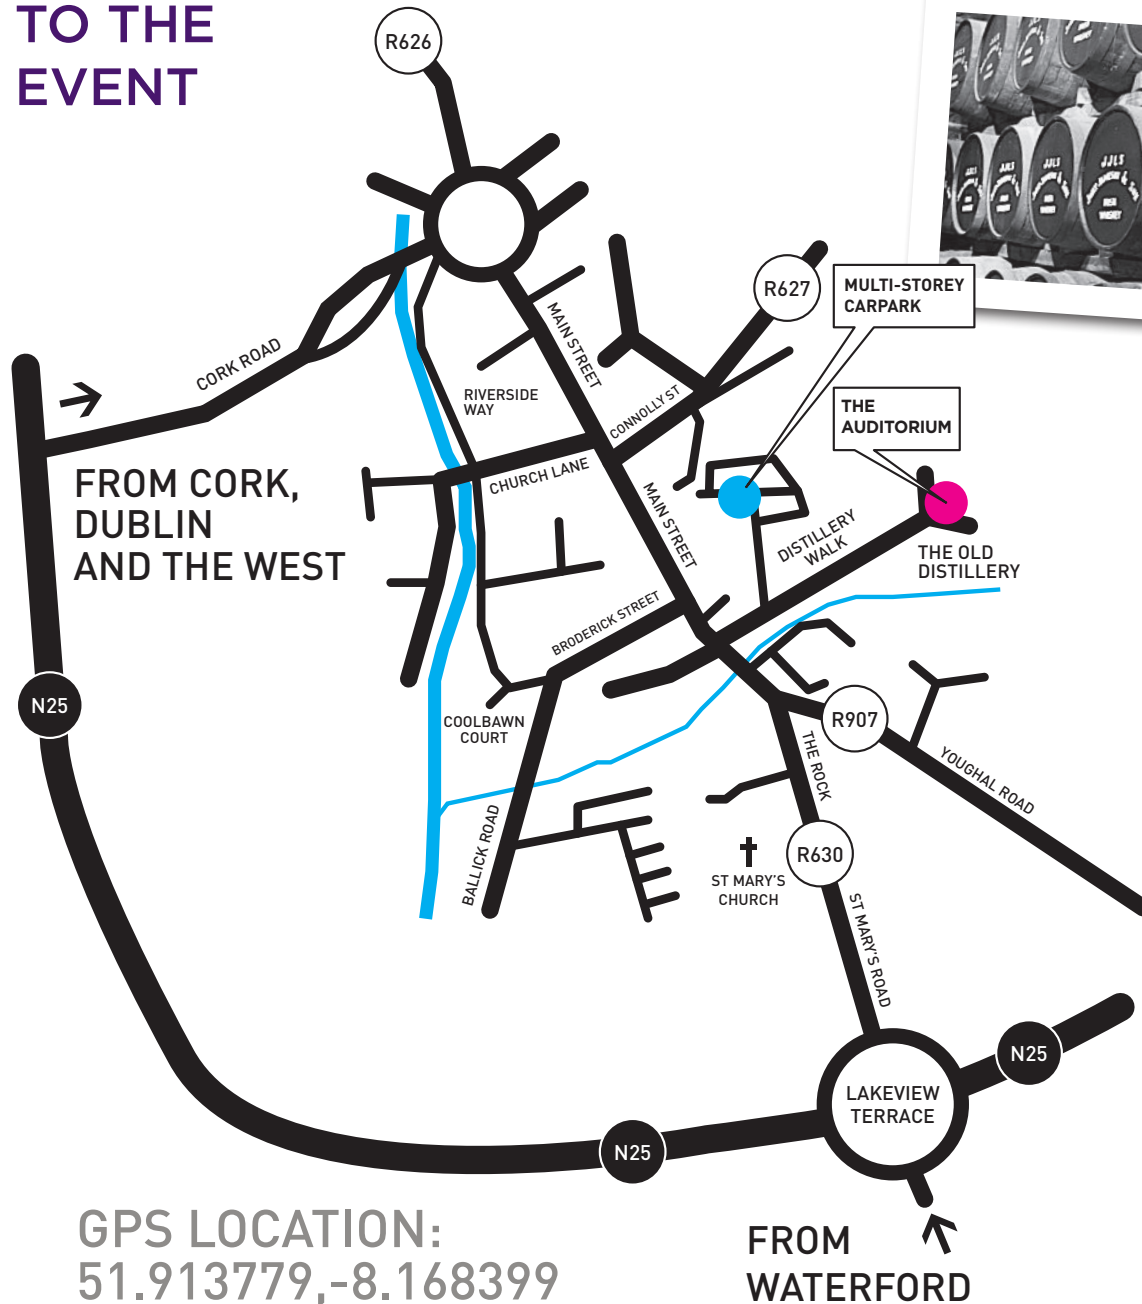 TO THE
EVENT
R626
JJLS
JJLS
R627
MULTI-STOREY
CARPARK
MAIN STREET
CORK ROAD
RIVERSIDE
WAY
CONNOLLY ST
THE
AUDITORIUM
CHURCH LANE
FROM CORK,
DUBLIN
AND THE WEST
MAIN STREET
DISTILLERY
WALK
THE OLD
DISTILLERY
BRODERICK STREET
N25
COOLBAWN
COURT
R907
THE ROCK
YOUGHAL ROAD
BALLICK ROAD
R630
ST MARY'S
CHURCH
ST MARY'S ROAD
N25
LAKEVIEW
TERRACE
N25
GPS LOCATION:
51.913779,-8.168399
FROM
WATERFORD